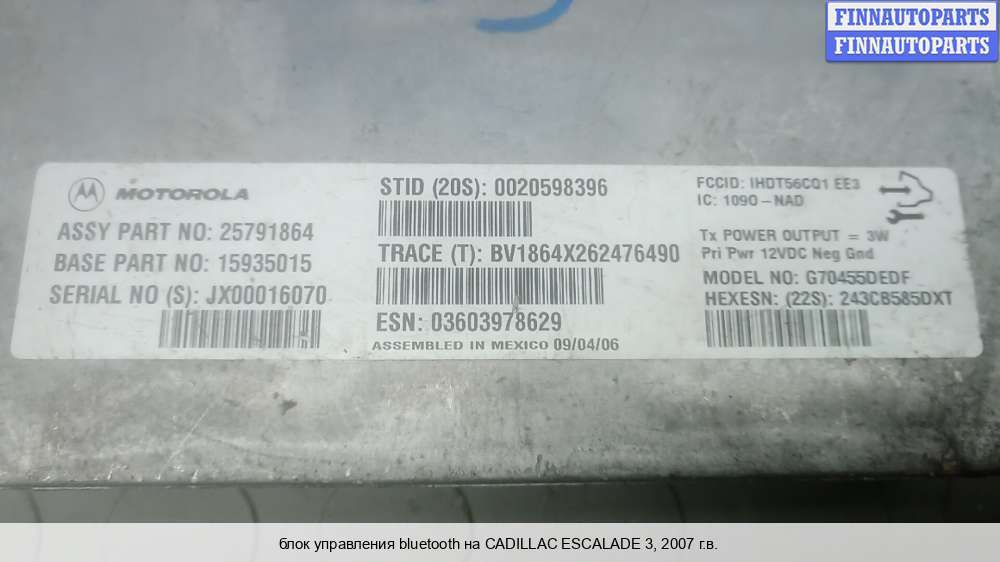 FINNAUTOPARTS
FINNAUTOPARTS
MOTOROLA
ASSY PART NO: 25791864
BASE PART NO: 15935015
SERIAL NO (S): JX00016070
STID (20S): 0020598396
TRACE (T): BV1864X262476490
ESN: 03603978629
ASSEMBLED IN MEXICO 09/04/06
FCCID: IHDT56CQ1 EE3
IC: 109O-NAD
Tx POWER OUTPUT = 3W
Pri Pwr 12VDC Neg Gnd
MODEL NO: G70455DEDF
HEXESN: (22S): 243CB585DXT
блок управления bluetooth на CADILLAC ESCALADE 3, 2007 г.в.